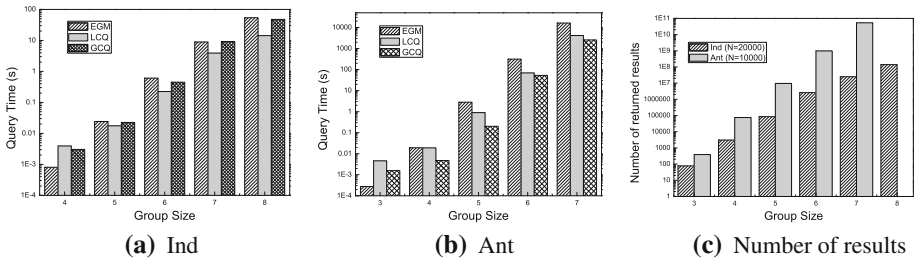 100
10
1
0.1
0.01
1E-3
1E-4
Query Time (s)
EGM
LCQ
GCQ
4 5 6 7 8
Group Size
(a) Ind
10000
1000
100
10
1
0.1
0.01
1E-3
1E-4
Query Time (s)
EGM
LCQ
GCQ
3 4 5 6 7
Group Size
(b) Ant
1E11
1E10
1E9
1E8
1E7
1000000
100000
10000
1000
100
10
1
Number of returned results
Ind (N=20000)
Ant (N=10000)
3 4 5 6 7 8
Group Size
(c) Number of results